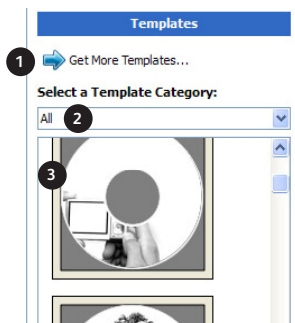 Templates
1 Get More Templates...
Select a Template Category:
All 2
3